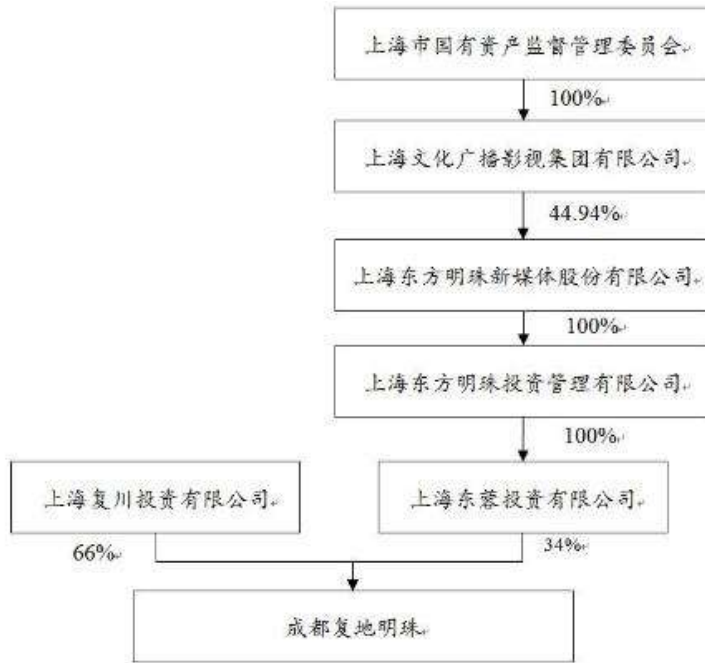 上海市国有资产监督管理委员会
100%
上海文化广播影视集团有限公司
44.94%
上海东方明珠新媒体股份有限公司
100%
上海东方明珠投资管理有限公司
100%
上海复川投资有限公司
上海东蓉投资有限公司
66%
34%
成都复地明珠